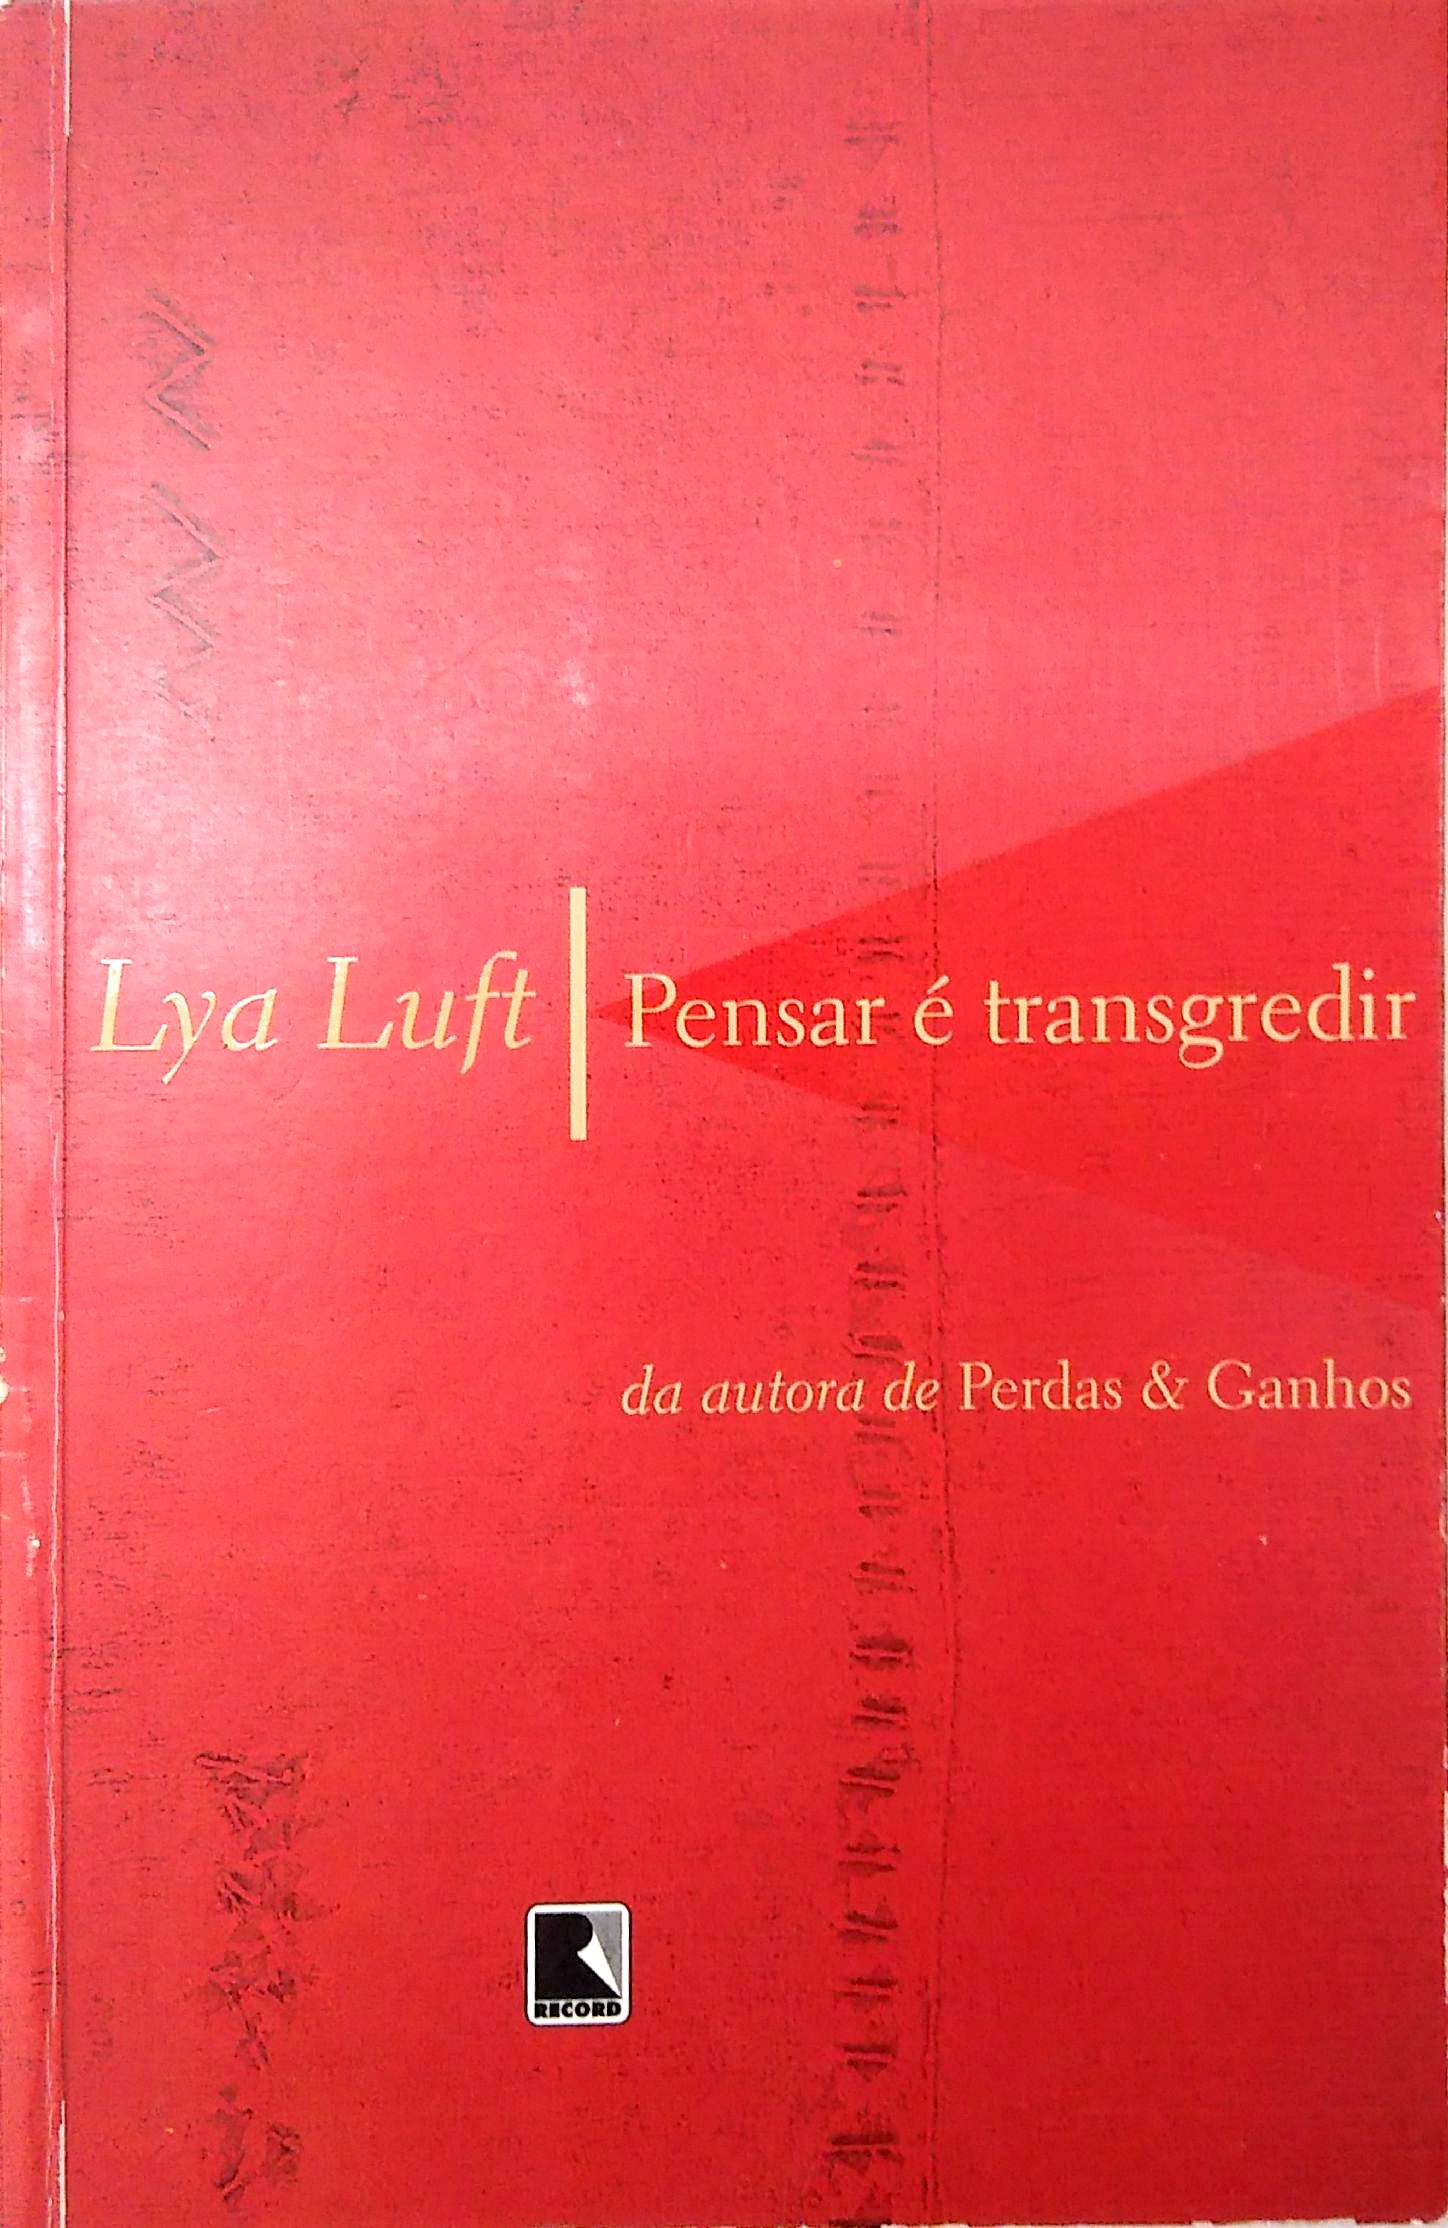 Lya Luft
Pensar é transgredir
da autora de Perdas & Ganhos
RECORD